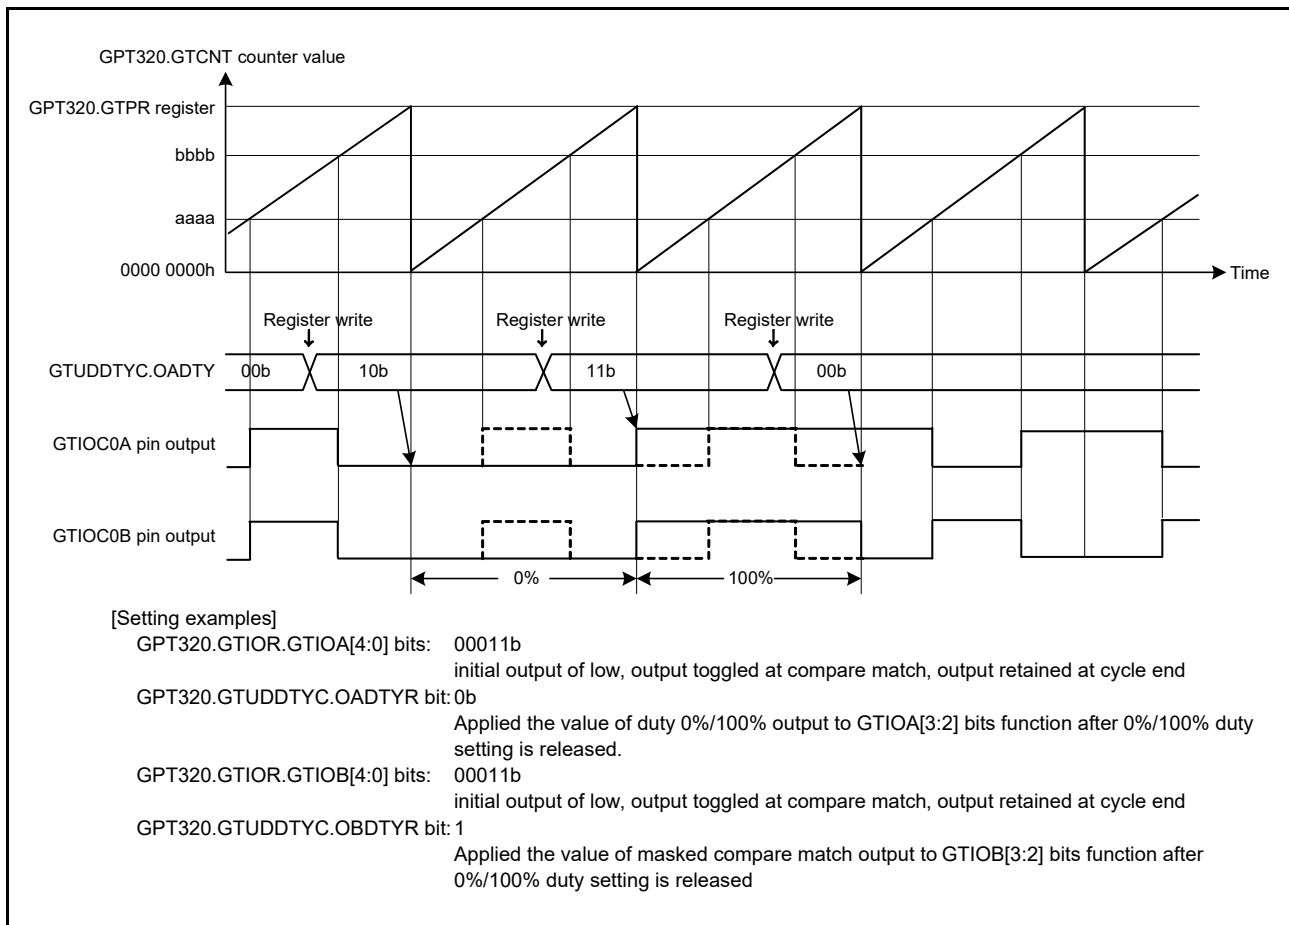 GPT320.GTCNT counter value
GPT320.GTPR register
bbbb
aaaa
0000 0000h
Time
Register write Register write Register write
GTUDDTYC.OADTY 00b 10b 11b 00b
GTIOC0A pin output
GTIOC0B pin output
0% 100%
[Setting examples]
GPT320.GTIOR.GTIOA[4:0] bits: 00011b
initial output of low, output toggled at compare match, output retained at cycle end
GPT320.GTUDDTYC.OADTYR bit: 0b
Applied the value of duty 0%/100% output to GTIOA[3:2] bits function after 0%/100% duty
setting is released.
GPT320.GTIOR.GTIOB[4:0] bits: 00011b
initial output of low, output toggled at compare match, output retained at cycle end
GPT320.GTUDDTYC.OBDTYR bit: 1
Applied the value of masked compare match output to GTIOB[3:2] bits function after
0%/100% duty setting is released